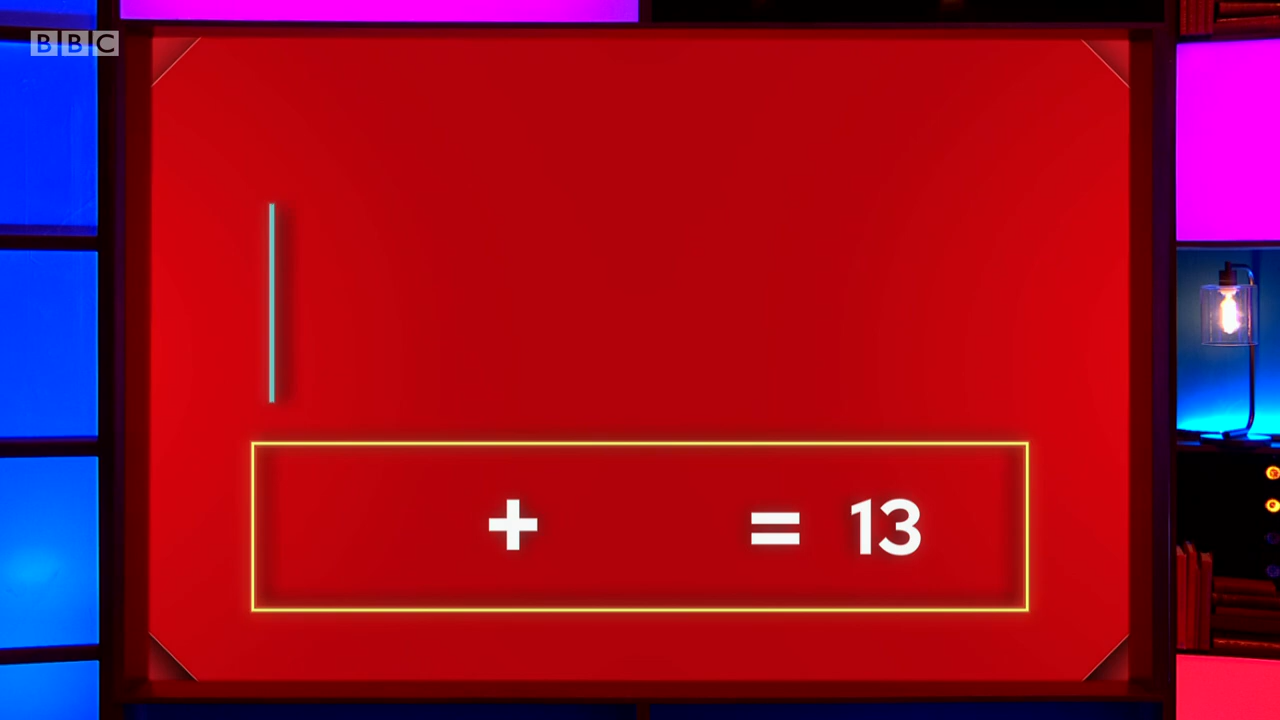 BBC
+ = 13